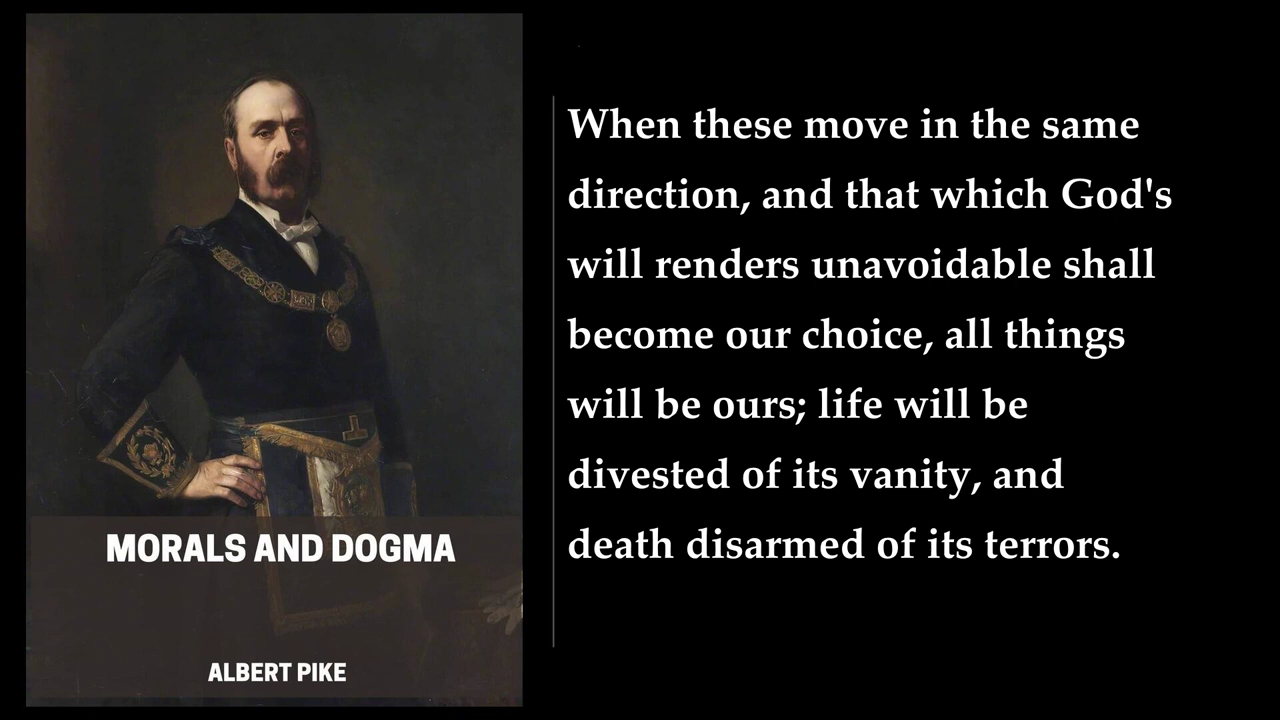 MORALS AND DOGMA
ALBERT PIKE
When these move in the same
direction, and that which God's
will renders unavoidable shall
become our choice, all things
will be ours; life will be
divested of its vanity, and
death disarmed of its terrors.